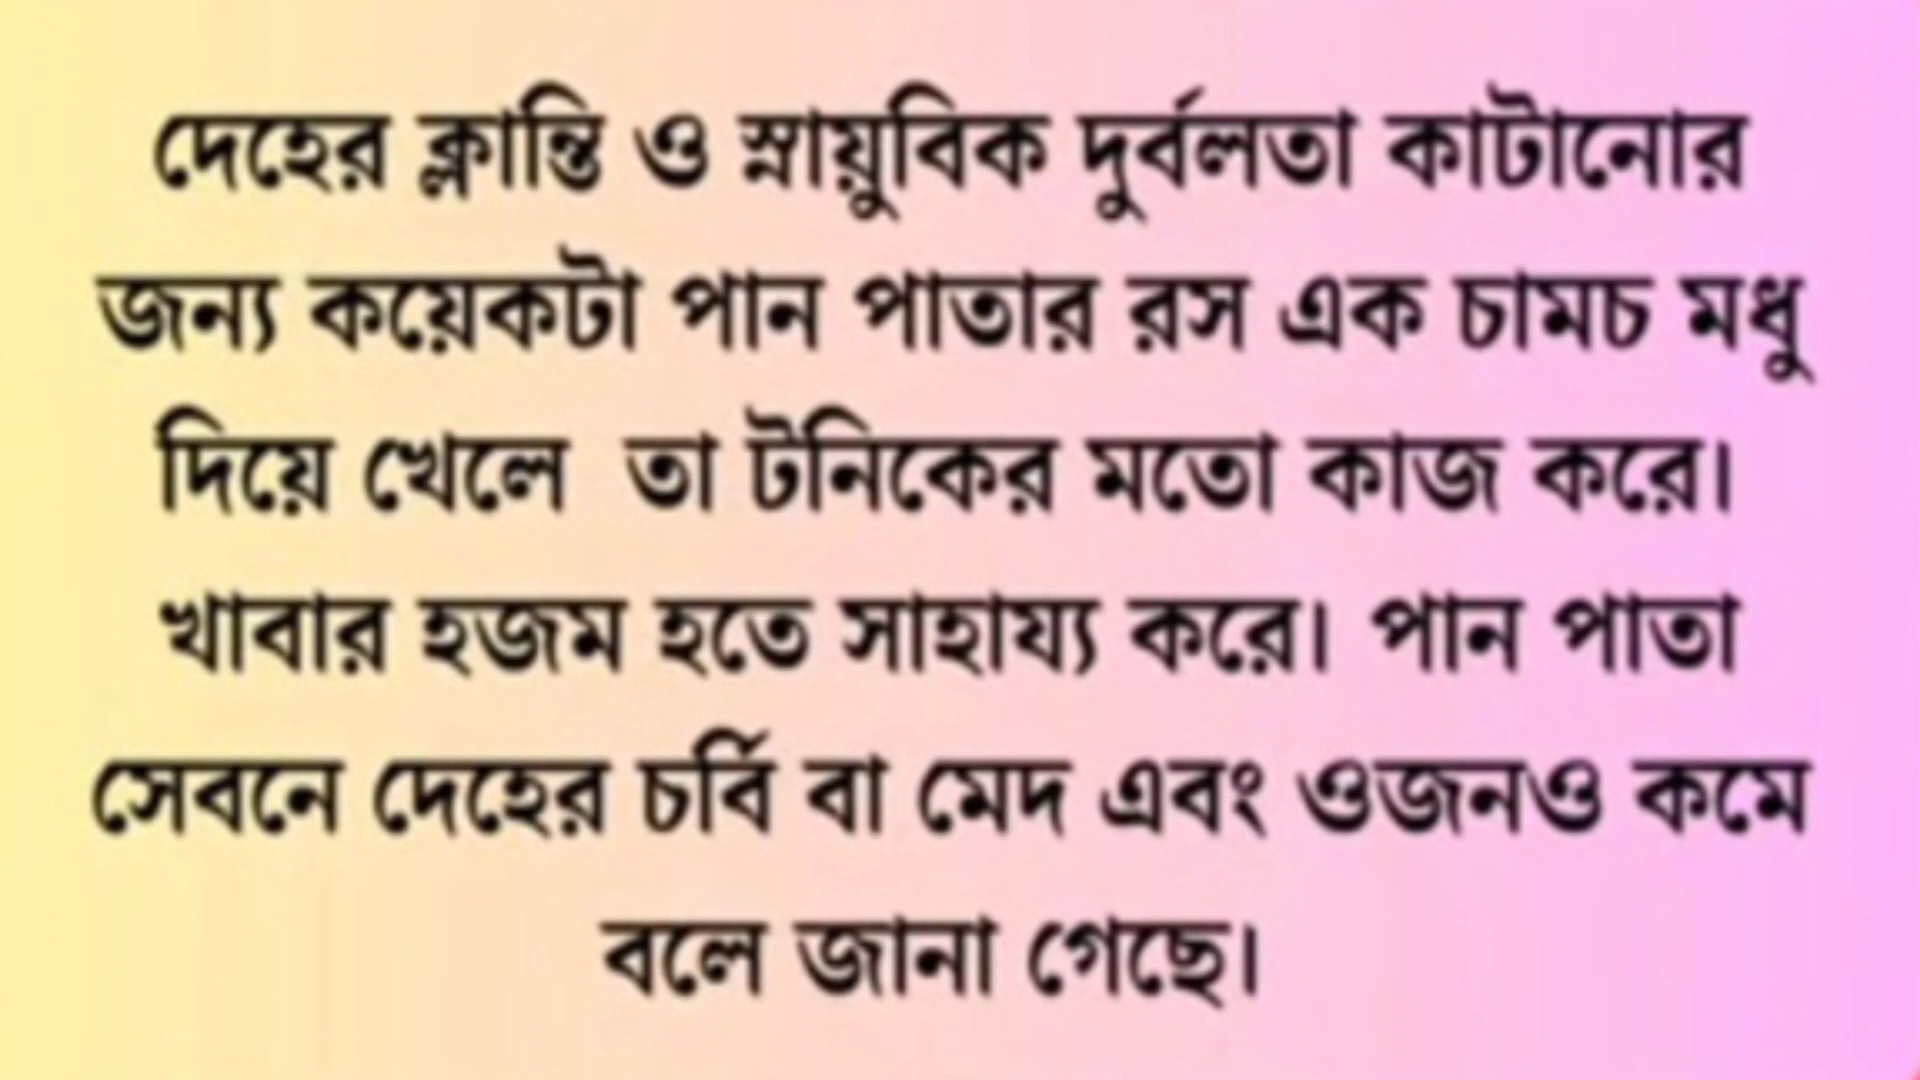 দেহের ক্লান্তি ও স্নায়ুবিক দুর্বলতা কাটানোর
জন্য কয়েকটা পান পাতার রস এক চামচ মধু
দিয়ে খেলে তা টনিকের মতো কাজ করে।
খাবার হজম হতে সাহায্য করে। পান পাতা
সেবনে দেহের চর্বি বা মেদ এবং ওজনও কমে
বলে জানা গেছে।